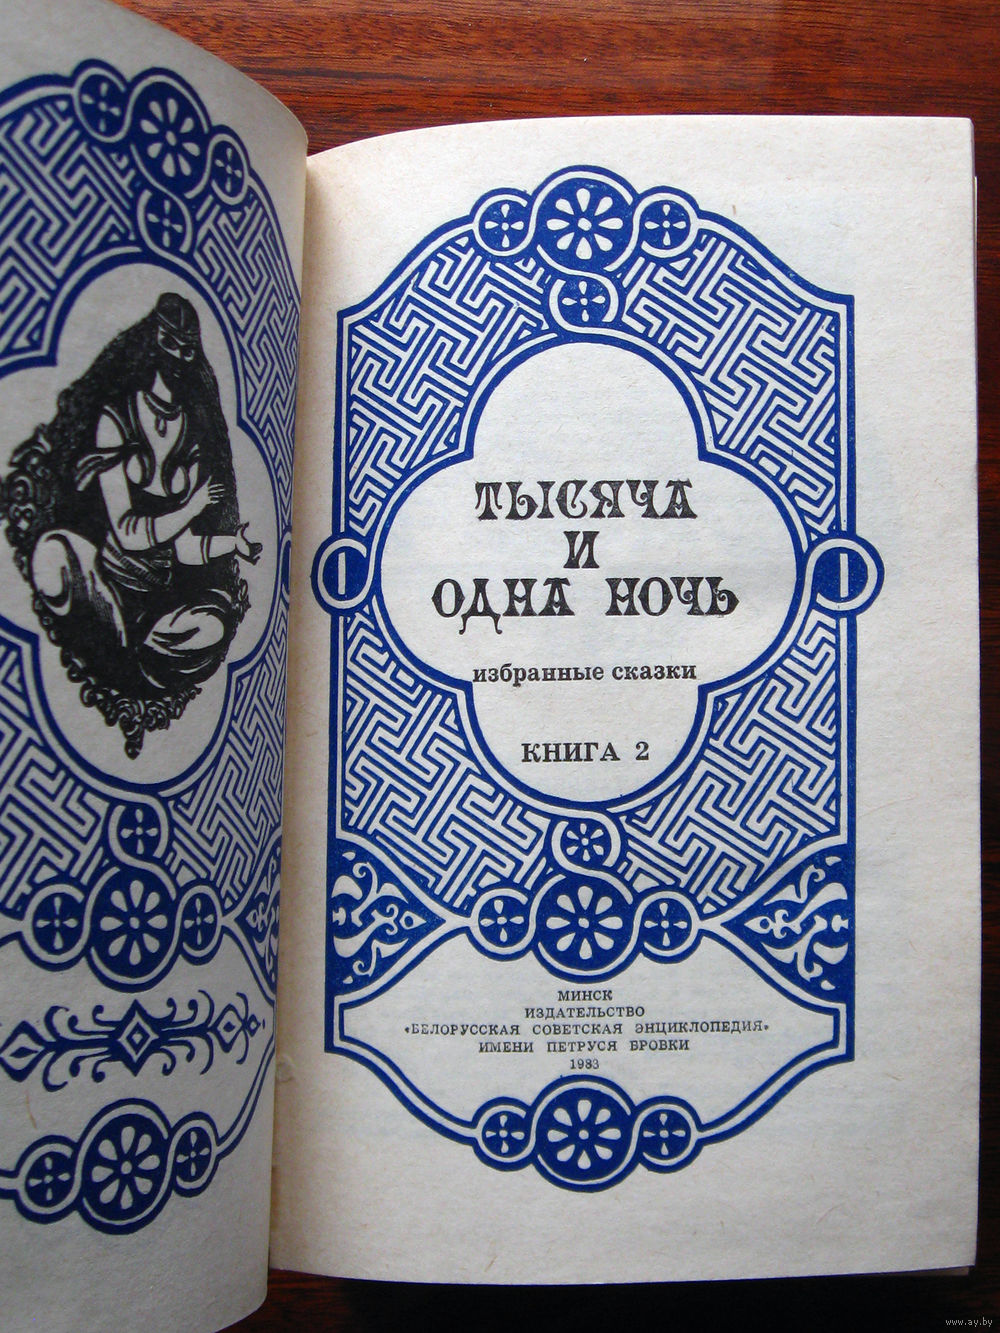 ТЫСЯЧА
И
ОДНА НОЧЬ
избранные сказки
КНИГА 2
МИНСК
ИЗДАТЕЛЬСТВО
«БЕЛОРУССКАЯ СОВЕТСКАЯ ЭНЦИКЛОПЕДИЯ»
ИМЕНИ ПЕТРУСЯ БРОВКИ
1983
www.ay.by